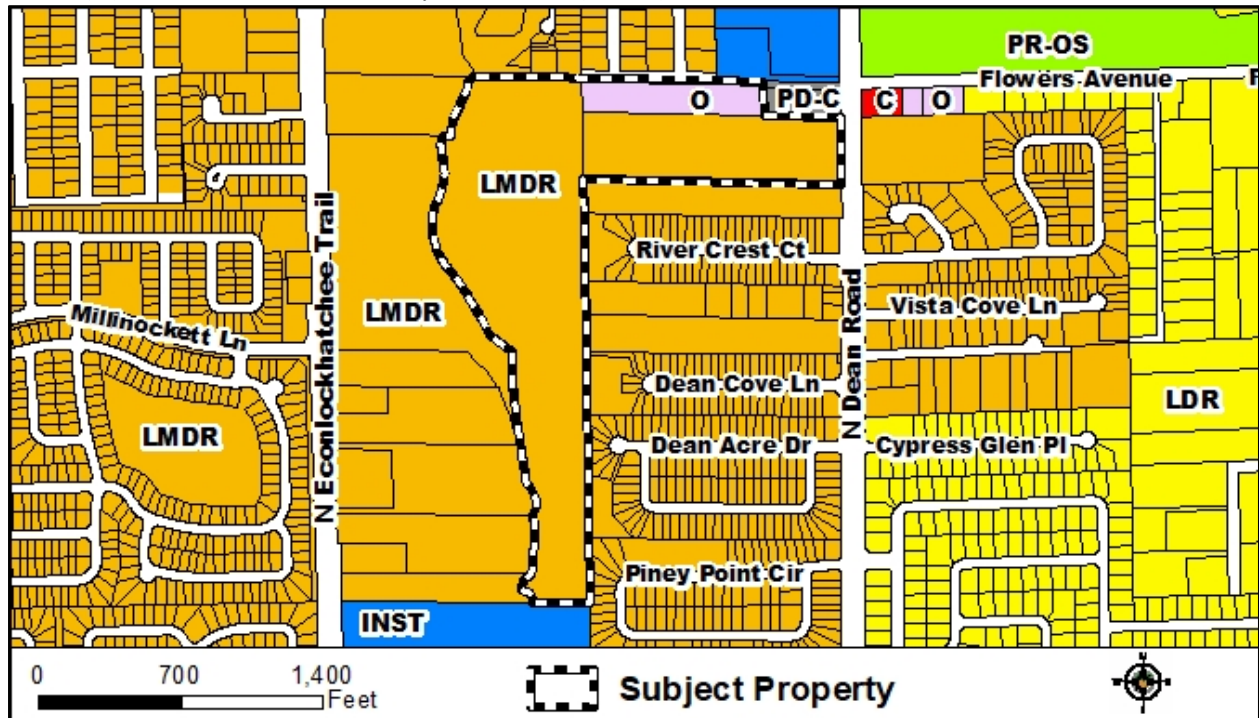 PR-OS
Flowers Avenue
F
O
PD-C
C
O
LMDR
N Econlockhatchee Trail
River Crest Ct
LMDR
Millinockett Ln
Vista Cove Ln
N Dean Road
Dean Cove Ln
LDR
LMDR
Dean Acre Dr
Cypress Glen Pl
Piney Point Cir
INST
0 700 1,400
Feet
Subject Property